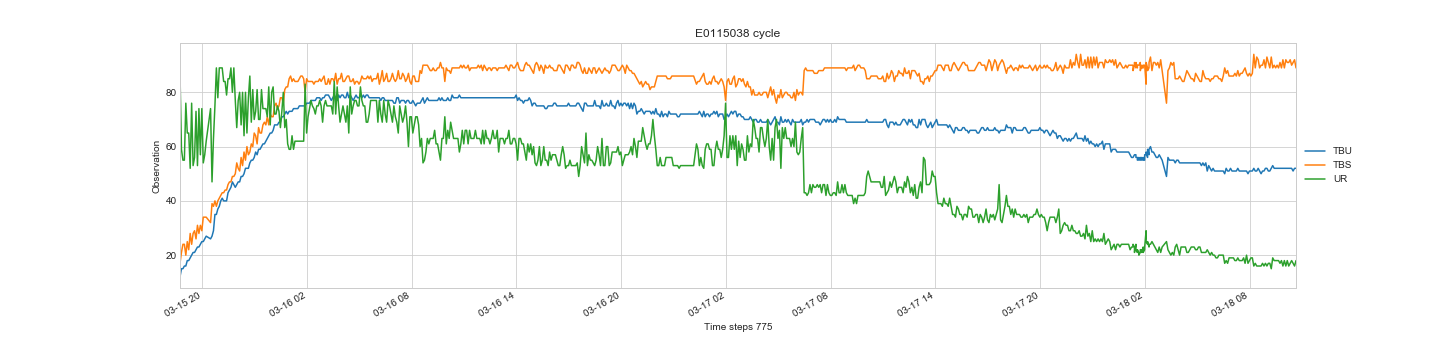 E0115038 cycle
Observation
80
60
40
20
03-15 20
03-16 02
03-16 08
03-16 14
03-16 20
03-17 02
03-17 08
03-17 14
03-17 20
03-18 02
03-18 08
Time steps 775
TBU
TBS
UR